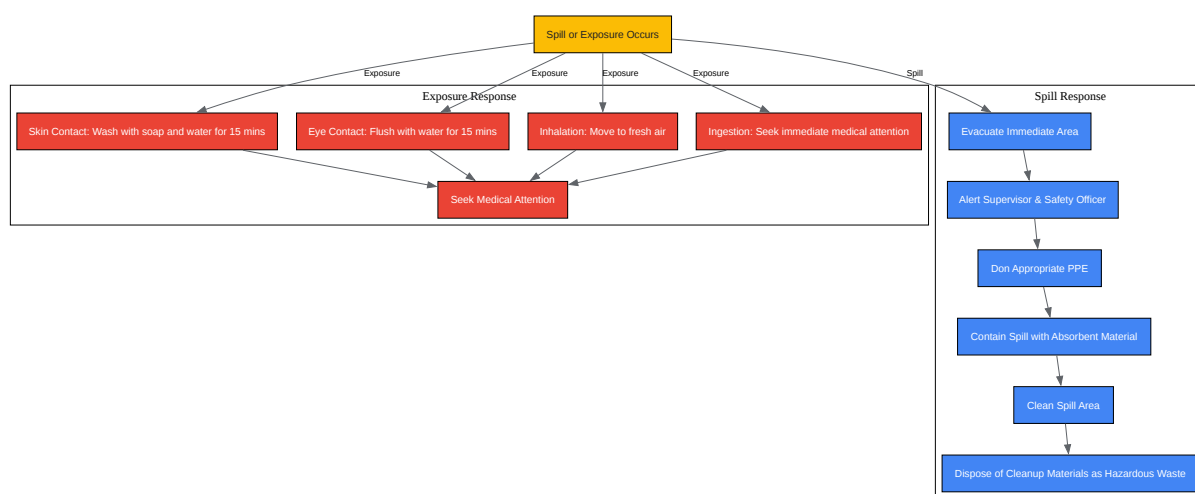 Spill or Exposure Occurs
Exposure
Exposure
Exposure
Exposure
Spill
Exposure Response
Spill Response
Skin Contact: Wash with soap and water for 15 mins
Eye Contact: Flush with water for 15 mins
Inhalation: Move to fresh air
Ingestion: Seek immediate medical attention
Evacuate Immediate Area
Seek Medical Attention
Alert Supervisor & Safety Officer
Don Appropriate PPE
Contain Spill with Absorbent Material
Clean Spill Area
Dispose of Cleanup Materials as Hazardous Waste